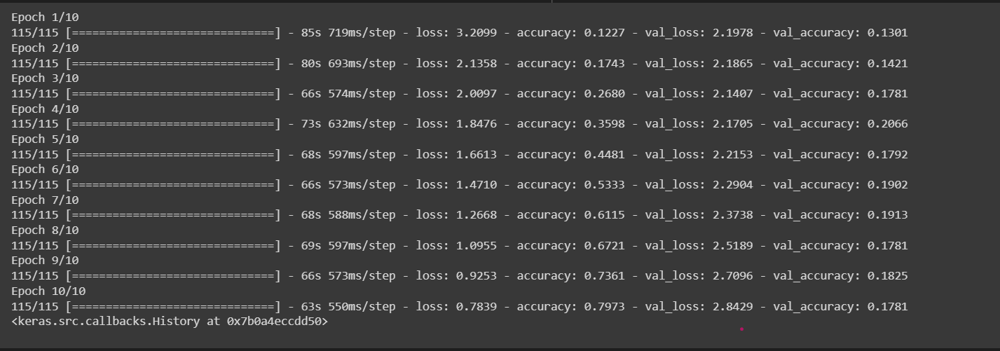 Epoch 1/10
115/115 [==============================] - 85s 719ms/step - loss: 3.2099 - accuracy: 0.1227 - val_loss: 2.1978 - val_accuracy: 0.1301
Epoch 2/10
115/115 [==============================] - 80s 693ms/step - loss: 2.1358 - accuracy: 0.1743 - val_loss: 2.1865 - val_accuracy: 0.1421
Epoch 3/10
115/115 [==============================] - 66s 574ms/step - loss: 2.0097 - accuracy: 0.2680 - val_loss: 2.1407 - val_accuracy: 0.1781
Epoch 4/10
115/115 [==============================] - 73s 632ms/step - loss: 1.8476 - accuracy: 0.3598 - val_loss: 2.1705 - val_accuracy: 0.2066
Epoch 5/10
115/115 [==============================] - 68s 597ms/step - loss: 1.6613 - accuracy: 0.4481 - val_loss: 2.2153 - val_accuracy: 0.1792
Epoch 6/10
115/115 [==============================] - 66s 573ms/step - loss: 1.4710 - accuracy: 0.5333 - val_loss: 2.2904 - val_accuracy: 0.1902
Epoch 7/10
115/115 [==============================] - 68s 588ms/step - loss: 1.2668 - accuracy: 0.6115 - val_loss: 2.3738 - val_accuracy: 0.1913
Epoch 8/10
115/115 [==============================] - 69s 597ms/step - loss: 1.0955 - accuracy: 0.6721 - val_loss: 2.5189 - val_accuracy: 0.1781
Epoch 9/10
115/115 [==============================] - 66s 573ms/step - loss: 0.9253 - accuracy: 0.7361 - val_loss: 2.7096 - val_accuracy: 0.1825
Epoch 10/10
115/115 [==============================] - 63s 550ms/step - loss: 0.7839 - accuracy: 0.7973 - val_loss: 2.8429 - val_accuracy: 0.1781
<keras.src.callbacks.History at 0x7b0a4eccdd50>